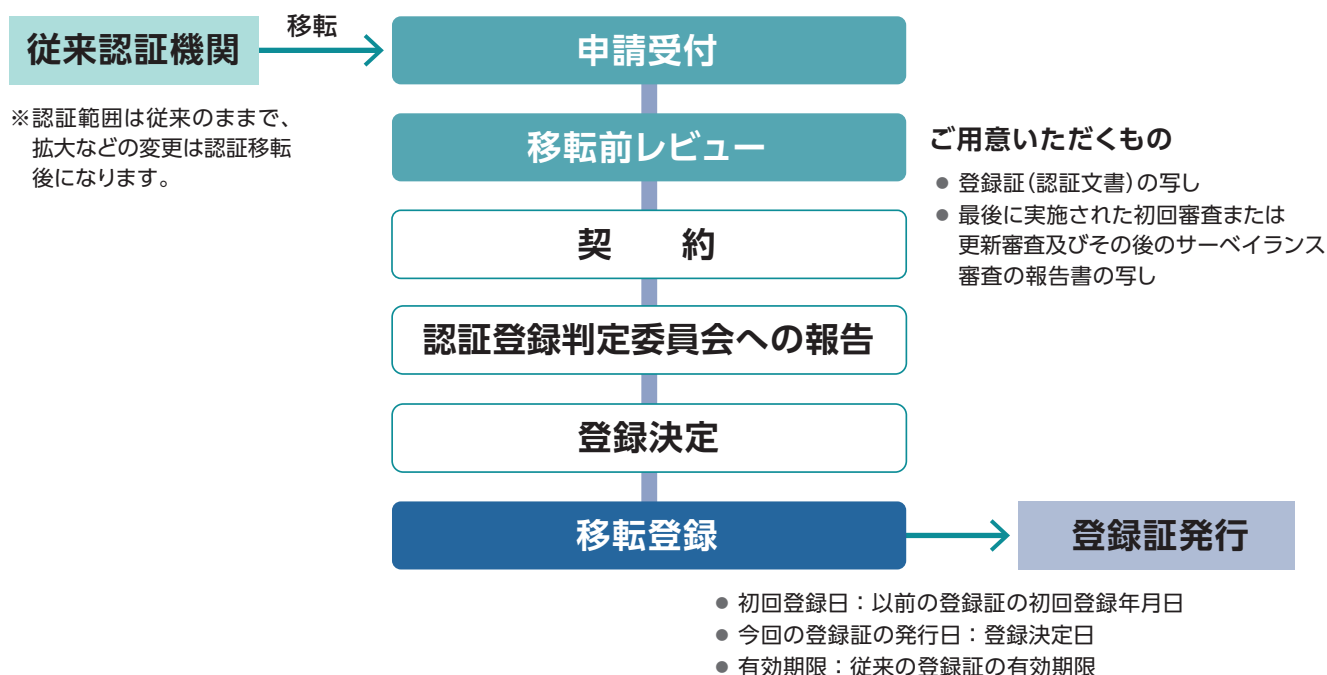 従来認証機関
移転
申請受付
※認証範囲は従来のままで、
拡大などの変更は認証移転
後になります。
移転前レビュー
ご用意いただくもの
● 登録証(認証文書)の写し
● 最後に実施された初回審査または
更新審査及びその後のサーベイランス
審査の報告書の写し
契　約
認証登録判定委員会への報告
登録決定
移転登録
登録証発行
● 初回登録日：以前の登録証の初回登録年月日
● 今回の登録証の発行日：登録決定日
● 有効期限：従来の登録証の有効期限